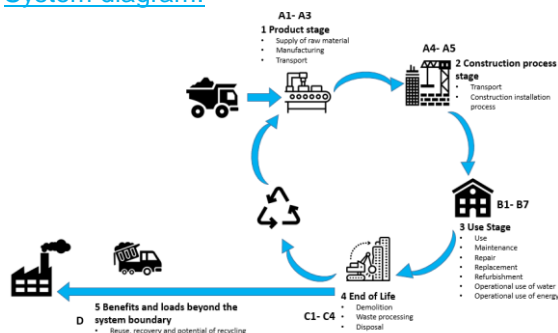 System diagram:
A1- A3
1 Product stage
• Supply of raw material
• Manufacturing
• Transport
A4- A5
2 Construction process
stage
• Transport
• Construction installation
process
B1- B7
3 Use Stage
• Use
• Maintenance
• Repair
• Replacement
• Refurbishment
• Operational use of water
• Operational use of energy
4 End of Life
C1- C4
• Demolition
• Waste processing
• Disposal
5 Benefits and loads beyond the
D system boundary
• Reuse, recovery and potential of recycling